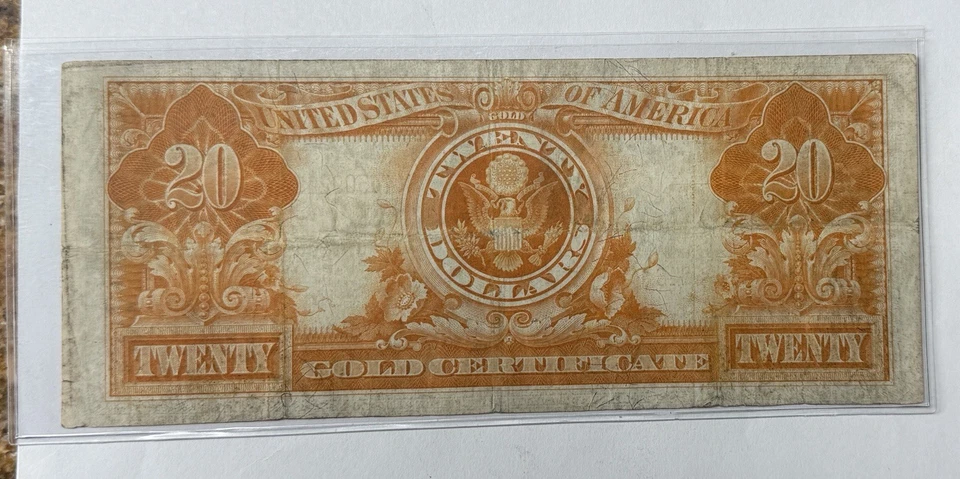 UNITED STATES OF AMERICA
GOLD
20
20
TWENTY
DOLLARS
TWENTY
GOLD CERTIFICATE
TWENTY